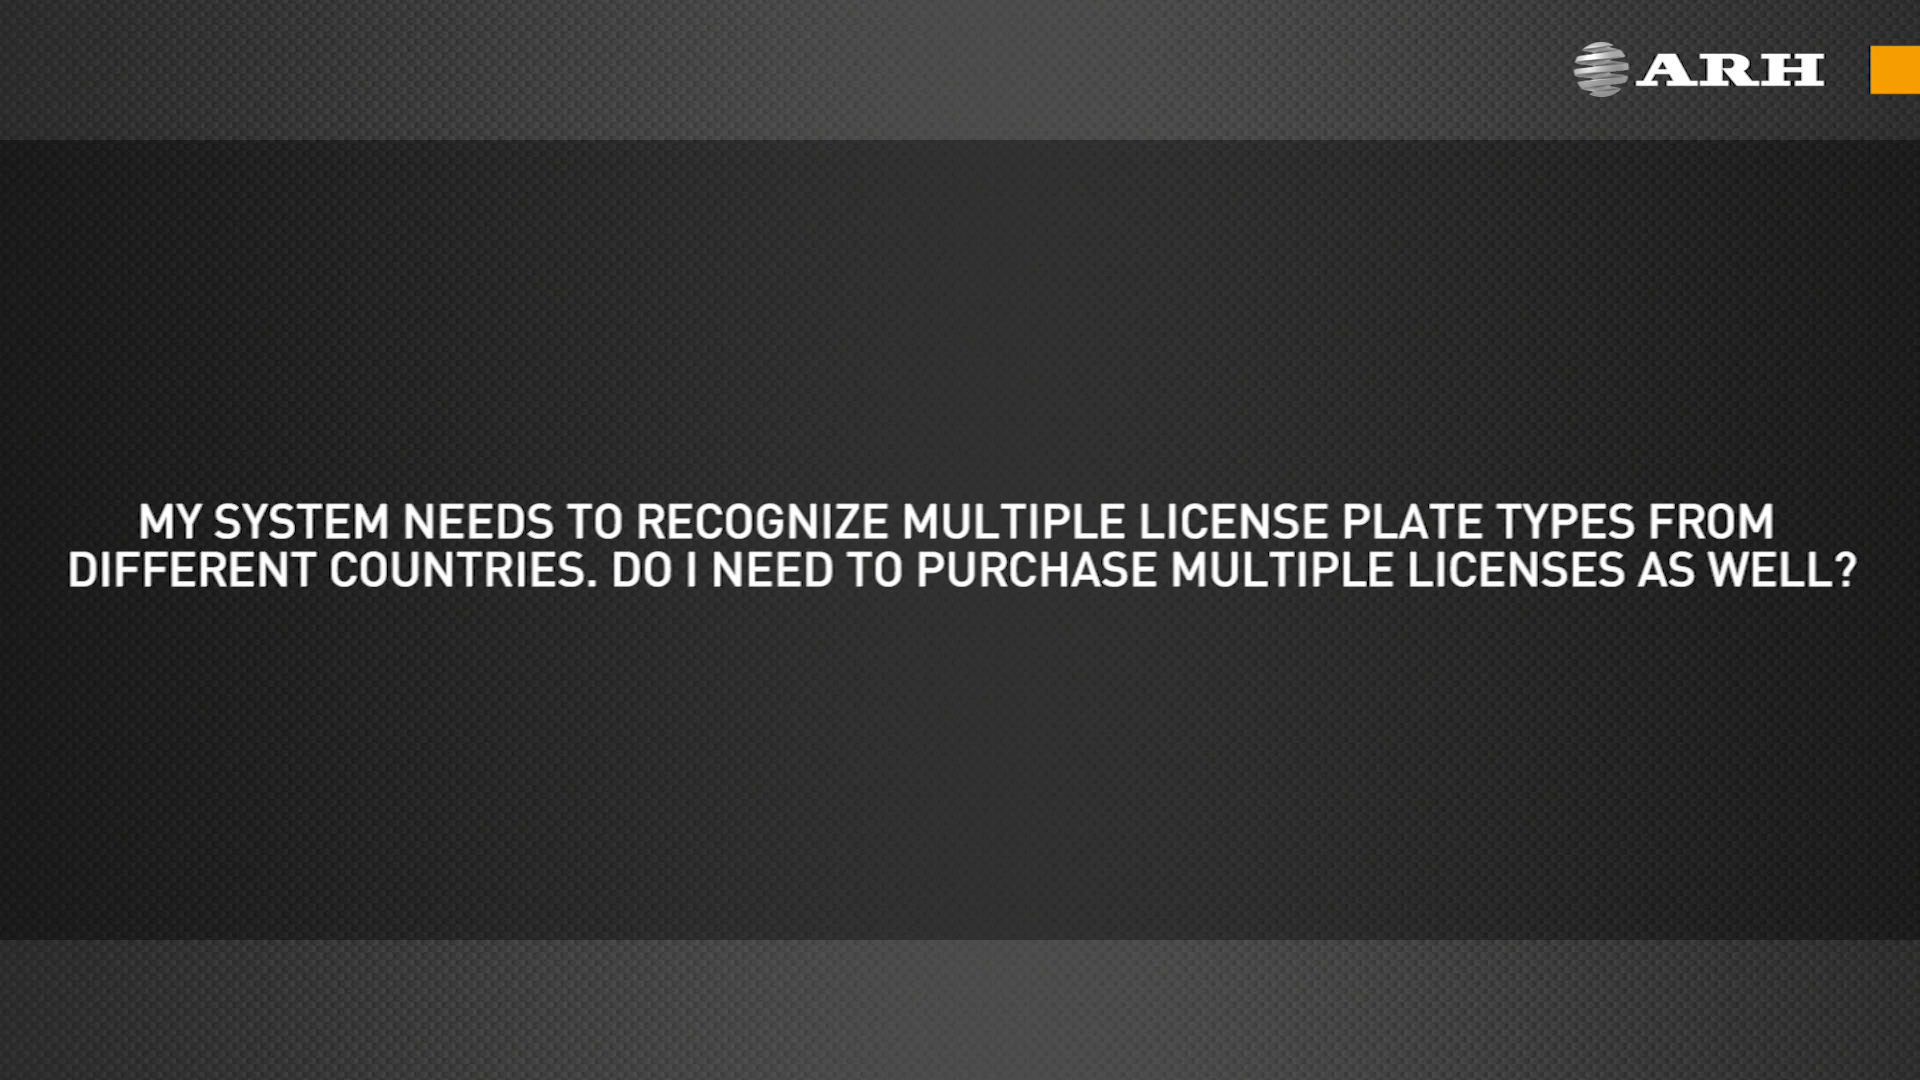 ARH
MY SYSTEM NEEDS TO RECOGNIZE MULTIPLE LICENSE PLATE TYPES FROM
DIFFERENT COUNTRIES. DO I NEED TO PURCHASE MULTIPLE LICENSES AS WELL?